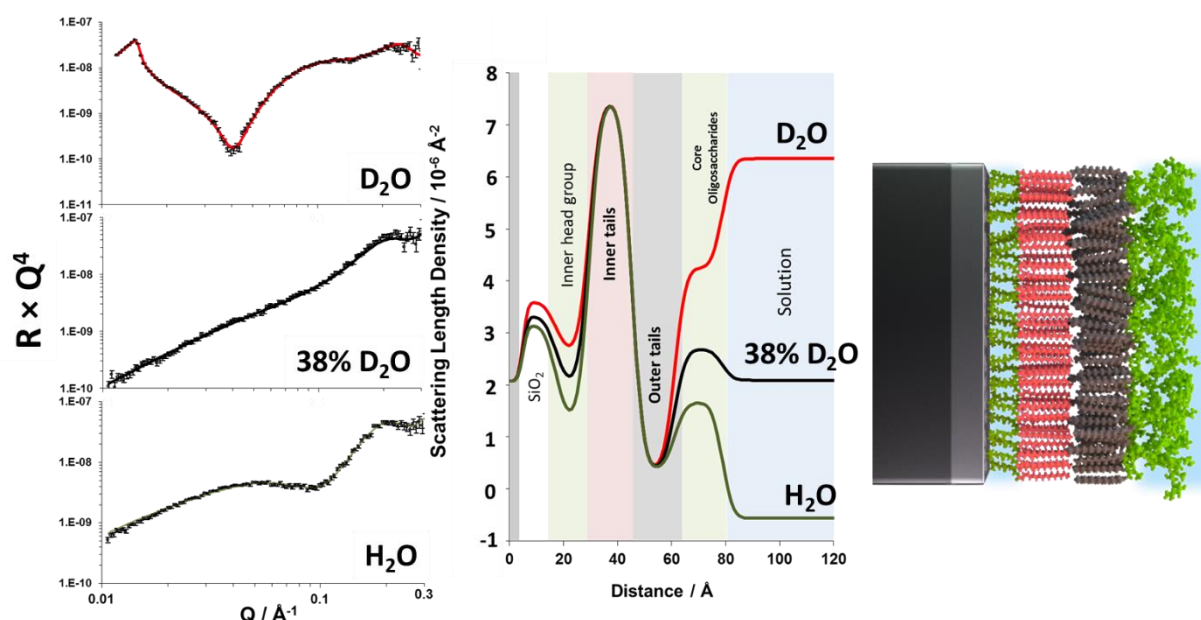 R × Q⁴
1.E-07
1.E-08
1.E-09
1.E-10
1.E-11
D₂O
1.E-07
1.E-08
1.E-09
1.E-10
0.1
38% D₂O
1.E-07
1.E-08
1.E-09
1.E-10
H₂O
0.01
0.1
0.3
Q / Å⁻¹
Scattering Length Density / 10⁻⁶ Å⁻²
8
7
6
5
4
3
2
1
0
-1
SiO₂
Inner head group
Inner tails
Outer tails
Core
Oligosaccharides
Solution
D₂O
38% D₂O
H₂O
0
20
40
60
80
100
120
Distance / Å